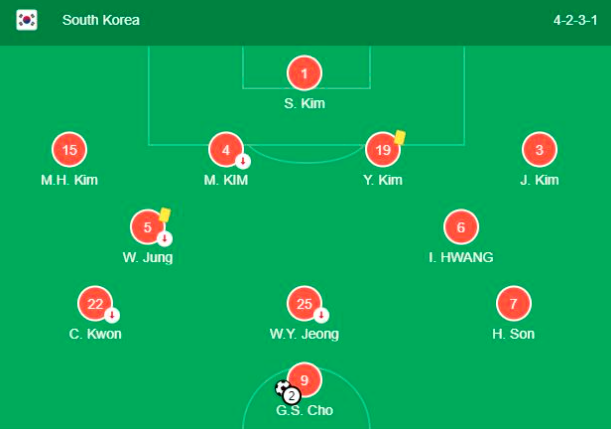 South Korea 4-2-3-1
1
S. Kim
15 4 19 3
M.H. Kim M. KIM Y. Kim J. Kim
5 6
W. Jung I. HWANG
22 25 7
C. Kwon W.Y. Jeong H. Son
9
2
G.S. Cho